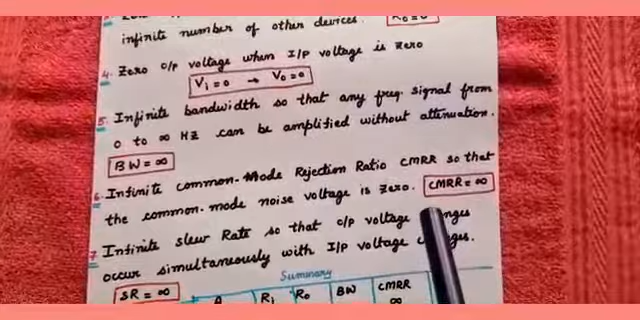 infinite number of other devices. Ro=0
4. Zero o/p voltage when I/p voltage is Zero
Vi=0 → Vo=0
5. Infinite bandwidth so that any freq. signal from
0 to ∞ HZ can be amplified without attenuation.
BW=∞
6. Infinite common-Mode Rejection Ratio CMRR so that
the common-mode noise voltage is Zero. CMRR=∞
7 Infinite slew Rate so that o/p voltage
occur simultaneously with I/p voltage
SR=∞
Summary
A Ri Ro BW CMRR
∞